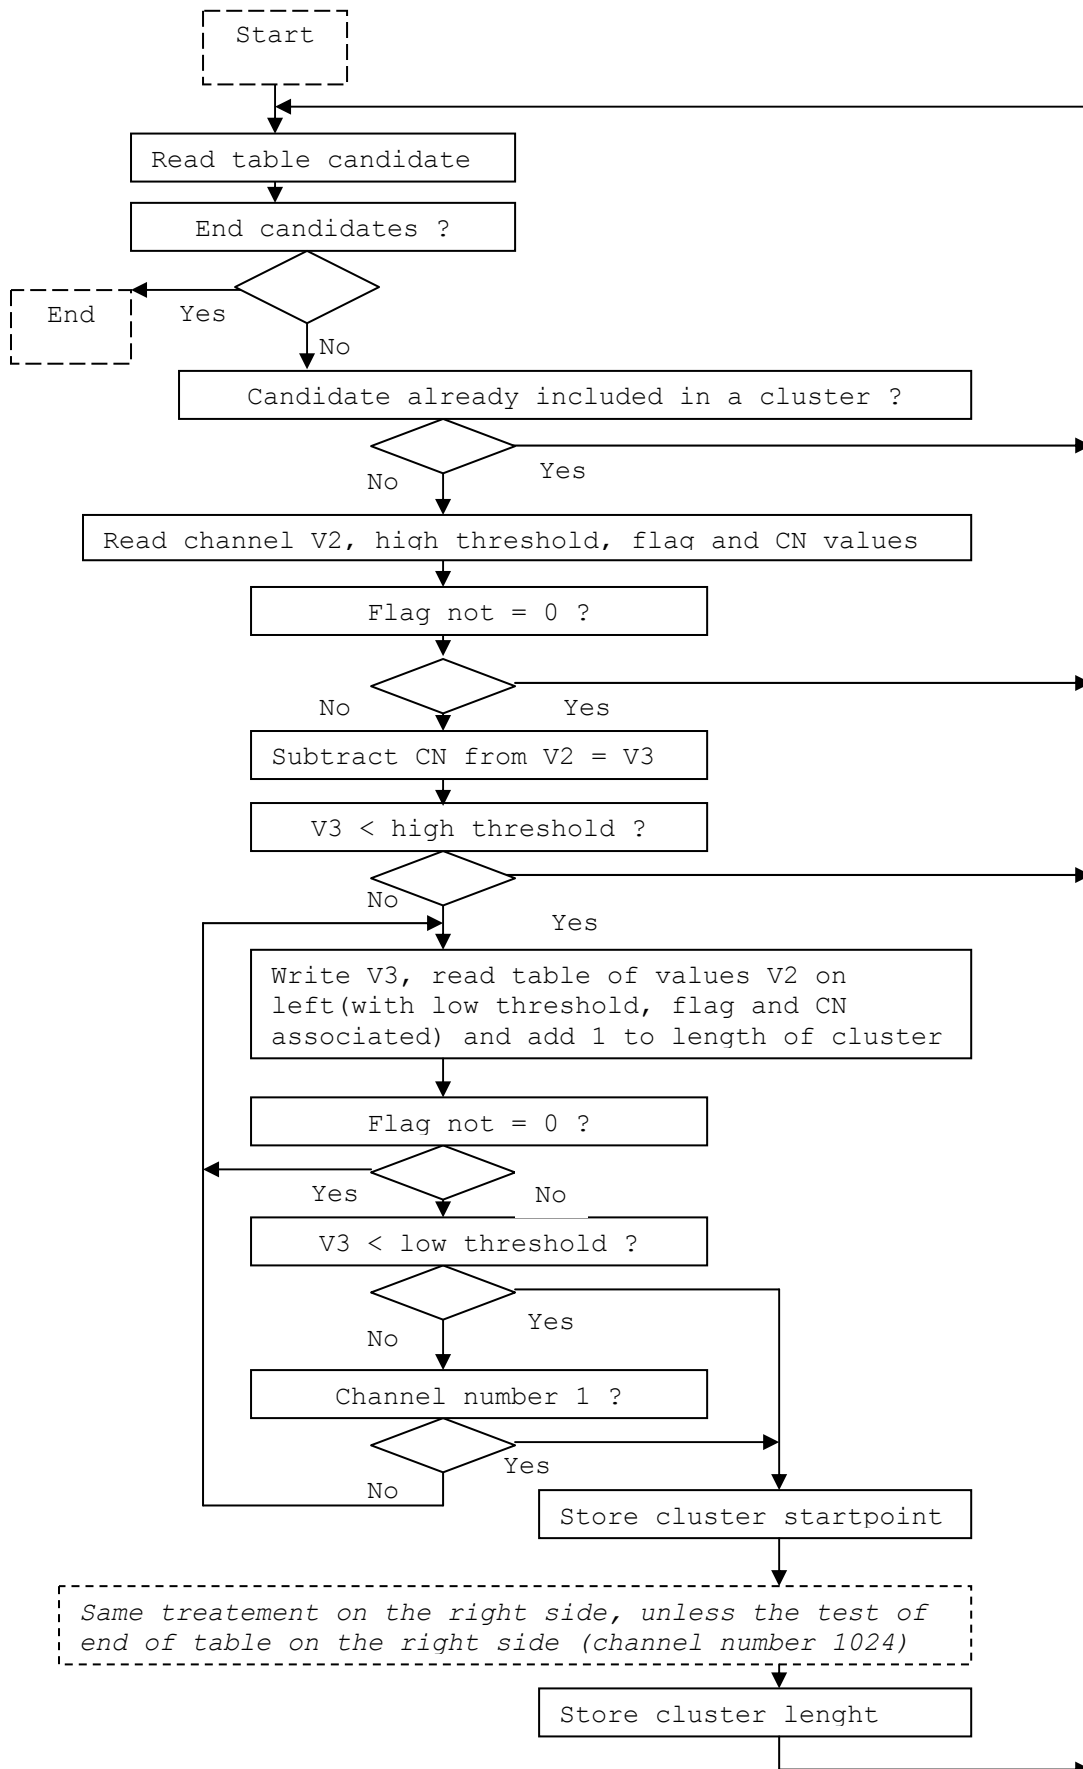 Start
Read table candidate
End candidates ?
End
Yes
No
Candidate already included in a cluster ?
No
Yes
Read channel V2, high threshold, flag and CN values
Flag not = 0 ?
No
Yes
Subtract CN from V2 = V3
V3 < high threshold ?
No
Yes
Write V3, read table of values V2 on
left(with low threshold, flag and CN
associated) and add 1 to length of cluster
Flag not = 0 ?
Yes
No
V3 < low threshold ?
Yes
No
Channel number 1 ?
Yes
No
Store cluster startpoint
Same treatement on the right side, unless the test of
end of table on the right side (channel number 1024)
Store cluster lenght